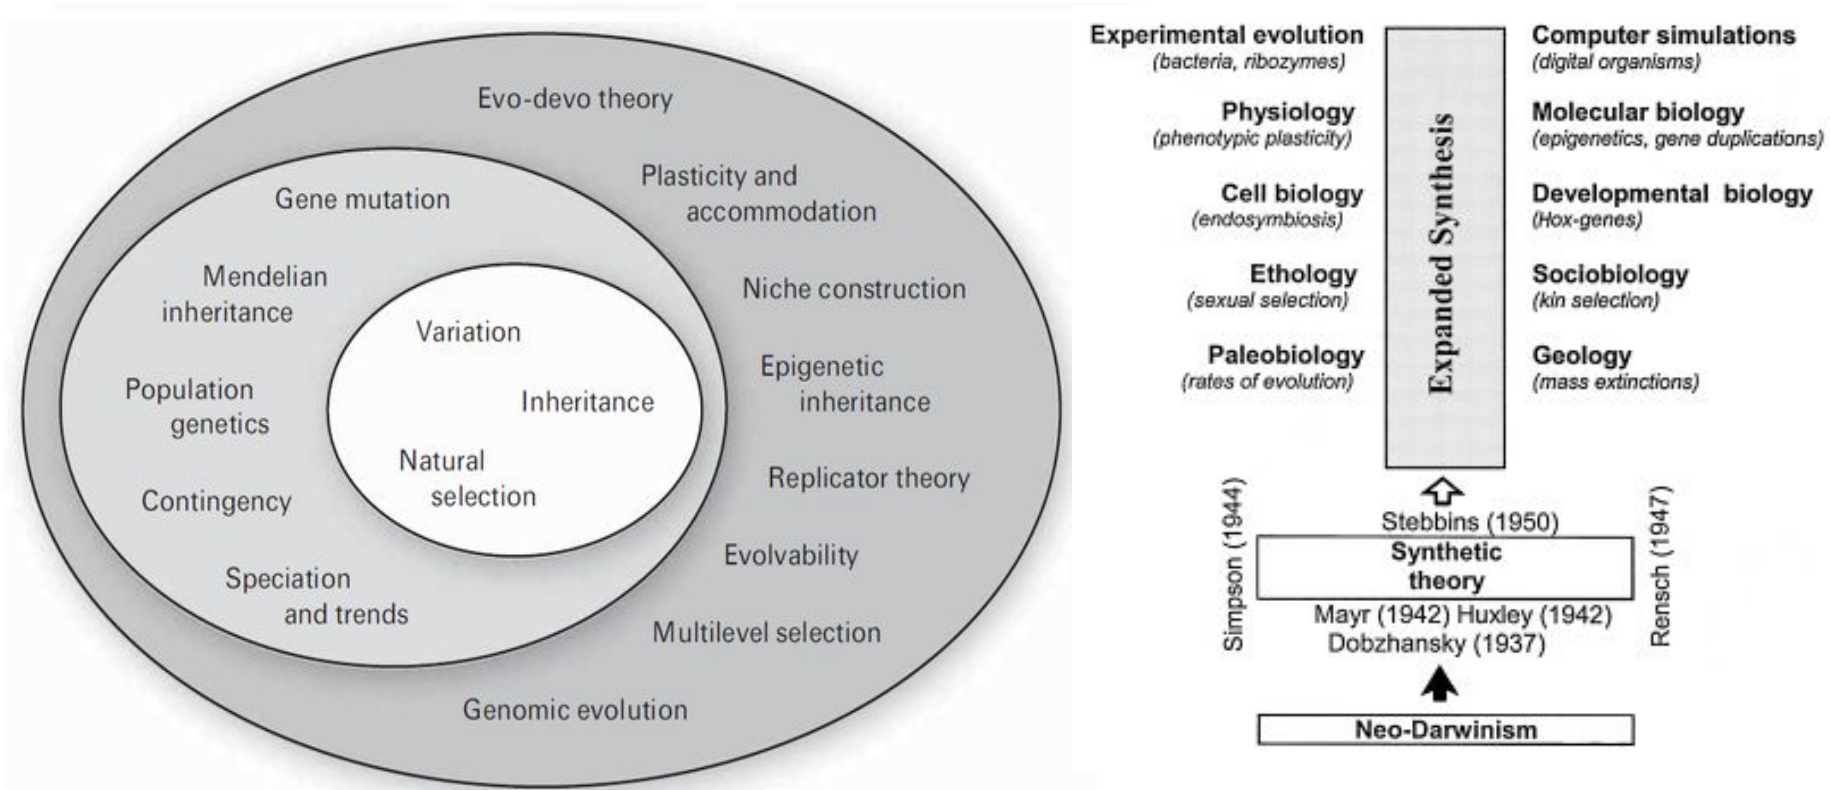 Evo-devo theory
Gene mutation
Plasticity and
accommodation
Mendelian
inheritance
Niche construction
Variation
Inheritance
Population
genetics
Epigenetic
inheritance
Natural
selection
Contingency
Replicator theory
Evolvability
Speciation
and trends
Multilevel selection
Genomic evolution
Experimental evolution
(bacteria, ribozymes)
Physiology
(phenotypic plasticity)
Cell biology
(endosymbiosis)
Ethology
(sexual selection)
Paleobiology
(rates of evolution)
Expanded Synthesis
Computer simulations
(digital organisms)
Molecular biology
(epigenetics, gene duplications)
Developmental biology
(Hox-genes)
Sociobiology
(kin selection)
Geology
(mass extinctions)
Simpson (1944)
Stebbins (1950)
Synthetic
theory
Mayr (1942) Huxley (1942)
Dobzhansky (1937)
Rensch (1947)
Neo-Darwinism